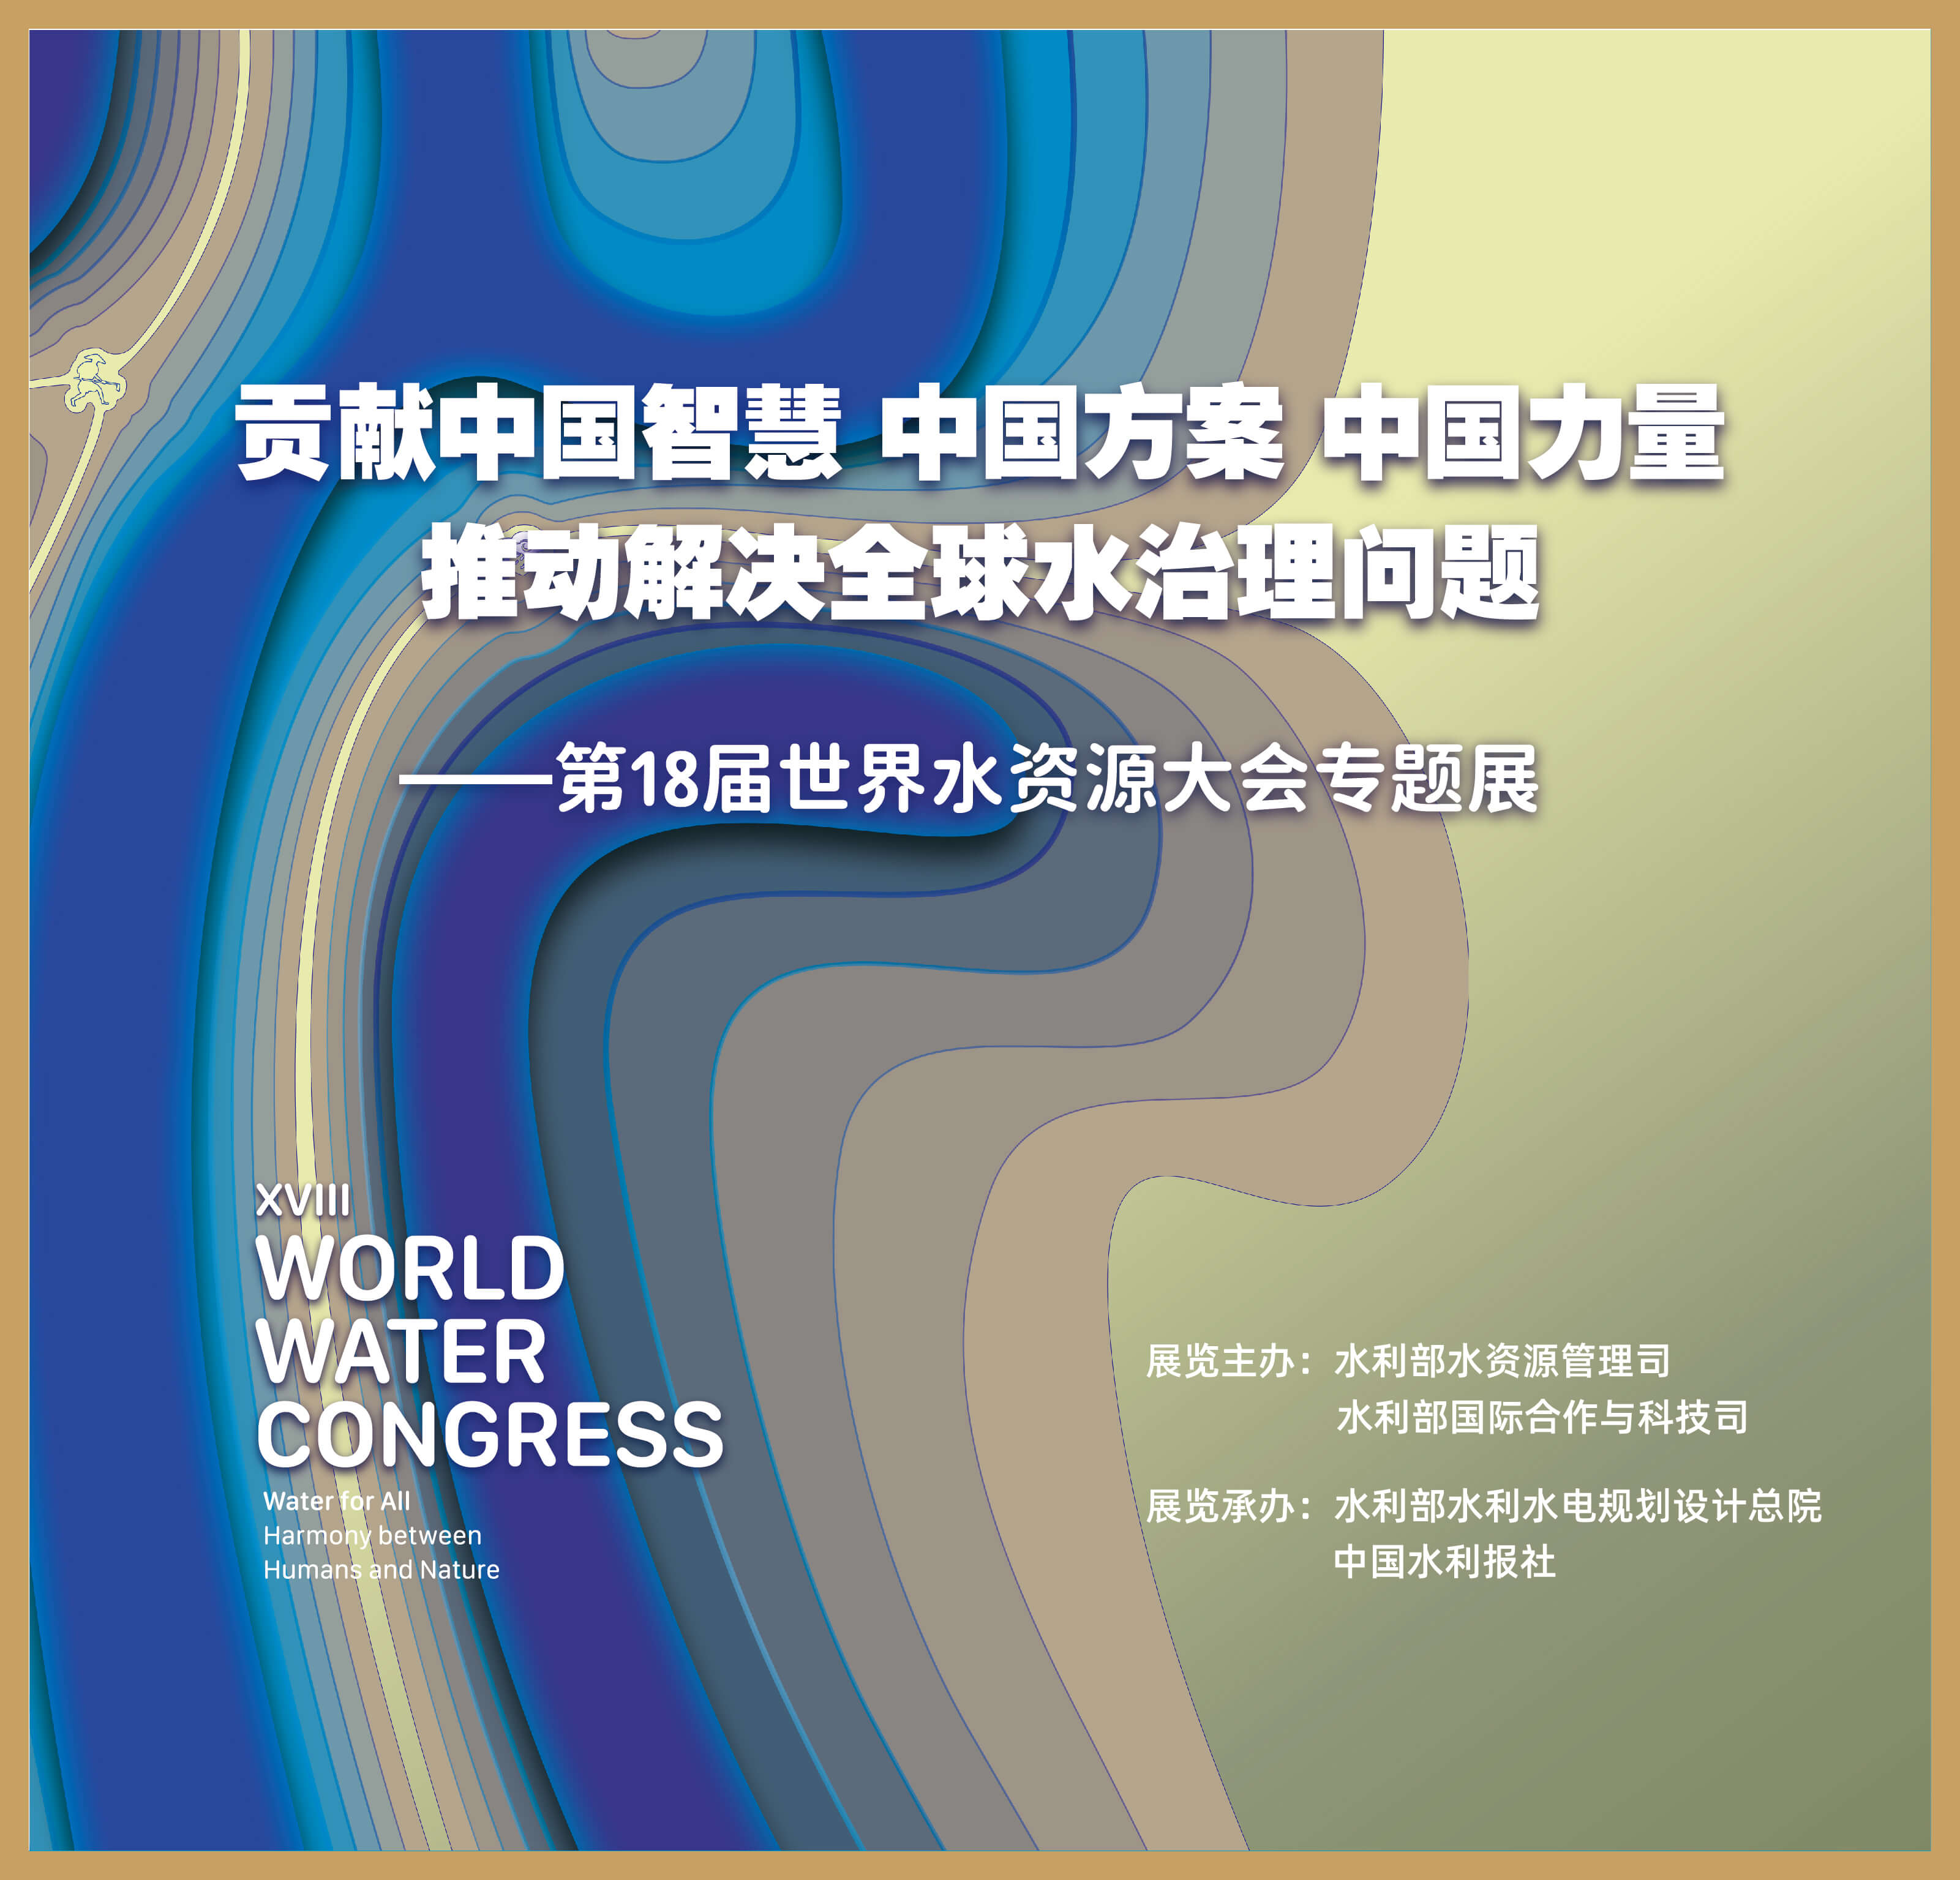 贡献中国智慧 中国方案 中国力量
推动解决全球水治理问题
——第18届世界水资源大会专题展
XVIII
WORLD
WATER
CONGRESS
Water for All
Harmony between
Humans and Nature
展览主办：水利部水资源管理司
水利部国际合作与科技司
展览承办：水利部水利水电规划设计总院
中国水利报社